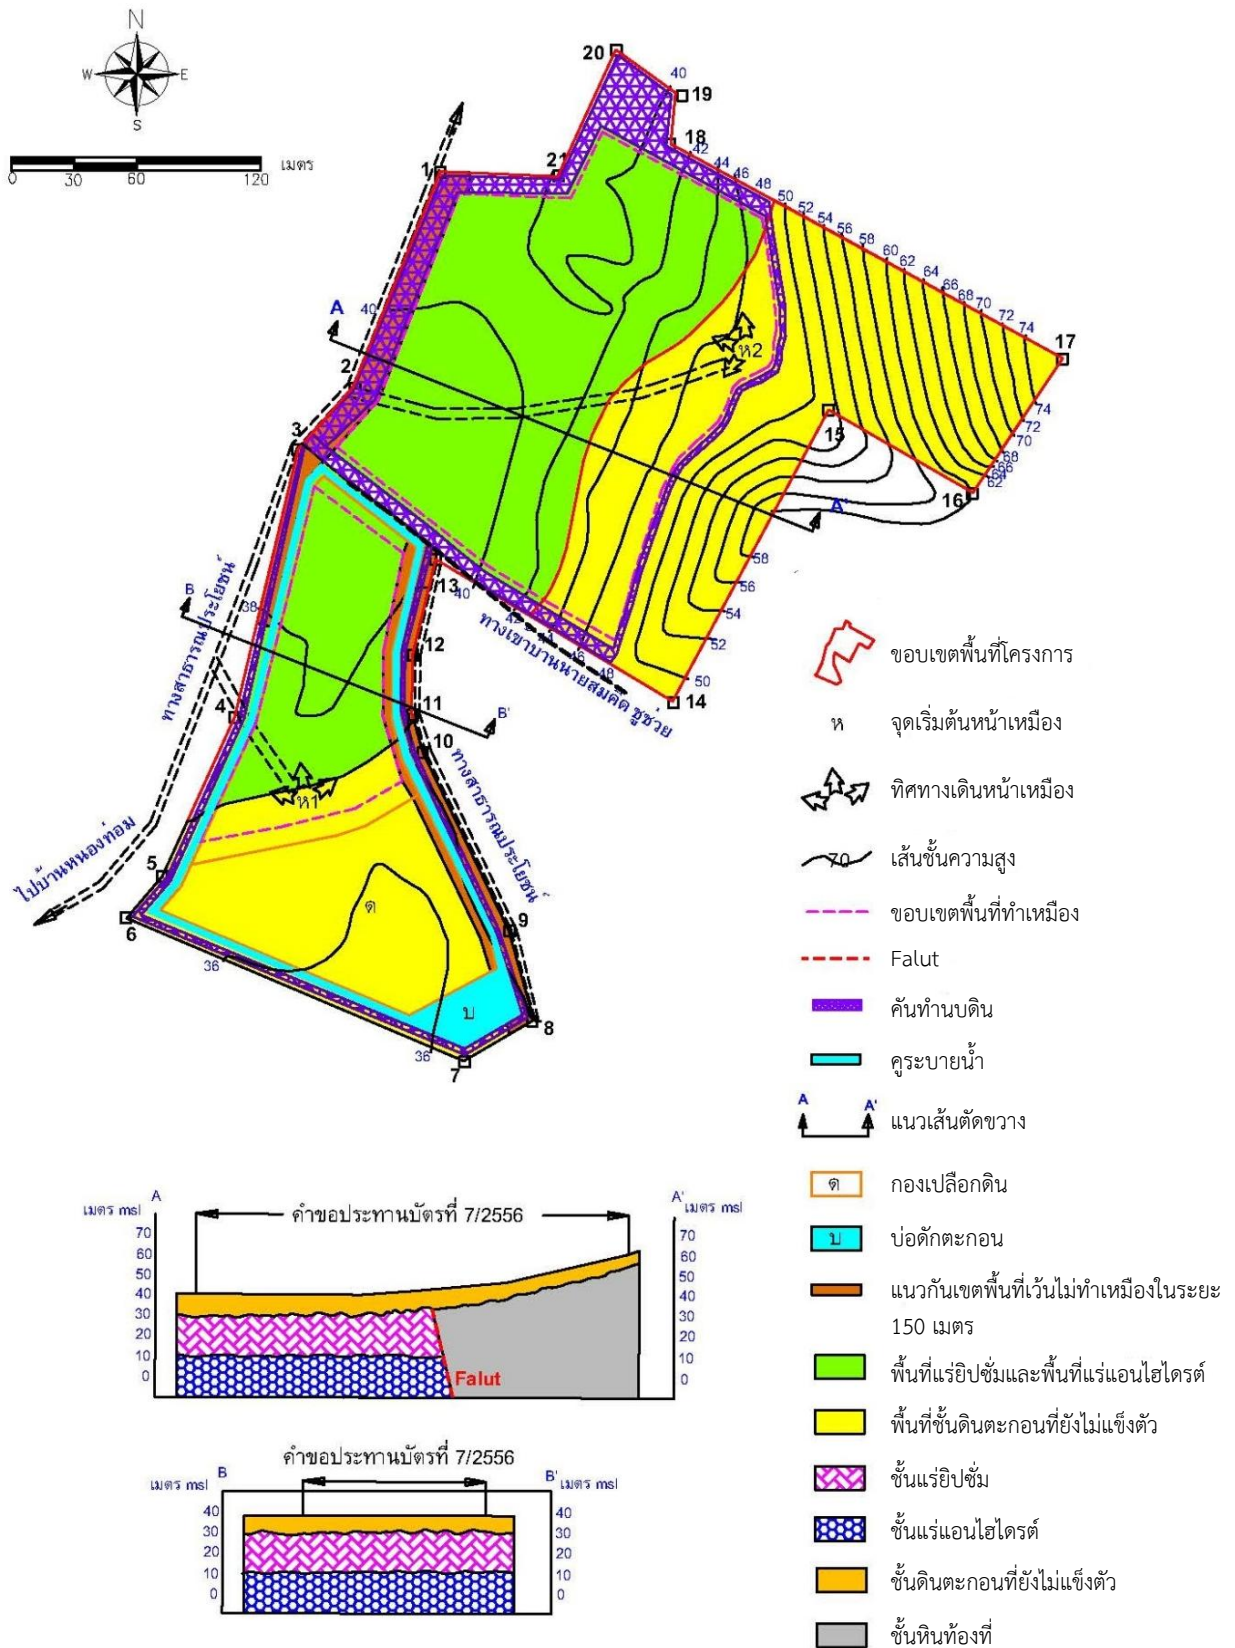 N
W E
S
0 30 60 120 เมตร
20
40
19
18
42
44
46
48
50
52
54
56
58
60
62
64
66
68
70
72
74
17
1
21
A
40
2
ห2
3
15
74
72
70
68
66
64
62
16
A'
58
56
54
52
50
14
13
40
42
44
46
48
ทางเข้าบ้านนายสมคิด ชูช่วย
B
38
12
ทางสาธารณประโยชน์
4
11
B'
10
ทางสาธารณประโยชน์
ห1
ไปบ้านหนองท่อม
5
6
ด
9
36
บ
8
36
7
ขอบเขตพื้นที่โครงการ
ห จุดเริ่มต้นหน้าเหมือง
ทิศทางเดินหน้าเหมือง
70 เส้นชั้นความสูง
ขอบเขตพื้นที่ทำเหมือง
Falut
คันทำนบดิน
คูระบายน้ำ
A A' แนวเส้นตัดขวาง
ด กองเปลือกดิน
บ บ่อดักตะกอน
แนวกันเขตพื้นที่เว้นไม่ทำเหมืองในระยะ
150 เมตร
พื้นที่แร่ยิปซั่มและพื้นที่แร่แอนไฮไดรต์
พื้นที่ชั้นดินตะกอนที่ยังไม่แข็งตัว
ชั้นแร่ยิปซั่ม
ชั้นแร่แอนไฮไดรต์
ชั้นดินตะกอนที่ยังไม่แข็งตัว
ชั้นหินท้องที่
A A'
เมตร msl คำขอประทานบัตรที่ 7/2556 เมตร msl
70 70
60 60
50 50
40 40
30 30
20 20
10 10
0 0
Falut
คำขอประทานบัตรที่ 7/2556
B B'
เมตร msl เมตร msl
40 40
30 30
20 20
10 10
0 0